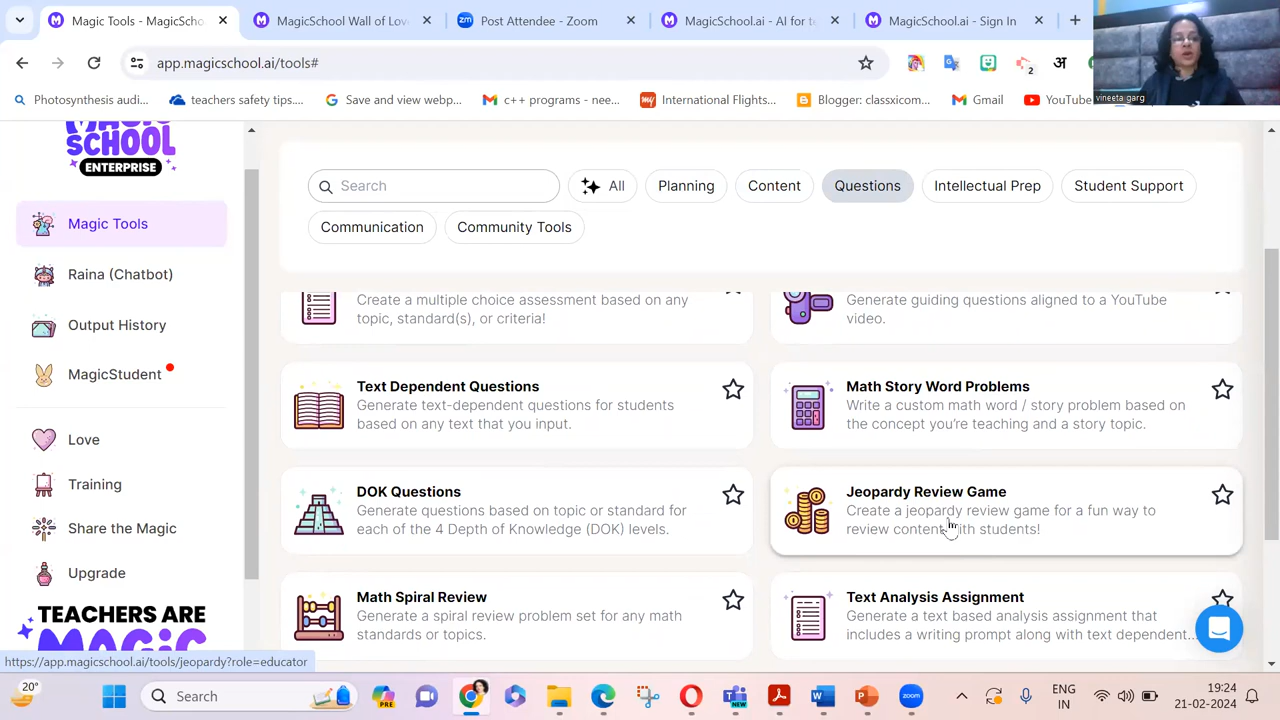 Magic Tools - MagicScho
MagicSchool Wall of Lov
Post Attendee - Zoom
MagicSchool.ai - AI for te
MagicSchool.ai - Sign In
app.magicschool.ai/tools#
2
अ
vineeta garg
Photosynthesis audi...
teachers safety tips....
Save and view webp...
c++ programs - nee...
International Flights...
Blogger:classxicom...
Gmail
YouTube
MAGIC
SCHOOL
ENTERPRISE
Search
All
Planning
Content
Questions
Intellectual Prep
Student Support
Communication
Community Tools
Magic Tools
Raina (Chatbot)
Output History
MagicStudent
Love
Training
Share the Magic
Upgrade
TEACHERS ARE
MAGIC
Create a multiple choice assessment based on any
topic, standard(s), or criteria!
Generate guiding questions aligned to a YouTube
video.
Text Dependent Questions
Generate text-dependent questions for students
based on any text that you input.
Math Story Word Problems
Write a custom math word / story problem based on
the concept you're teaching and a story topic.
DOK Questions
Generate questions based on topic or standard for
each of the 4 Depth of Knowledge (DOK) levels.
Jeopardy Review Game
Create a jeopardy review game for a fun way to
review content with students!
Math Spiral Review
Generate a spiral review problem set for any math
standards or topics.
Text Analysis Assignment
Generate a text based analysis assignment that
includes a writing prompt along with text dependent...
https://app.magicschool.ai/tools/jeopardy?role=educator
20°
Search
PRE
NEW
zoom
ENG
IN
19:24
21-02-2024